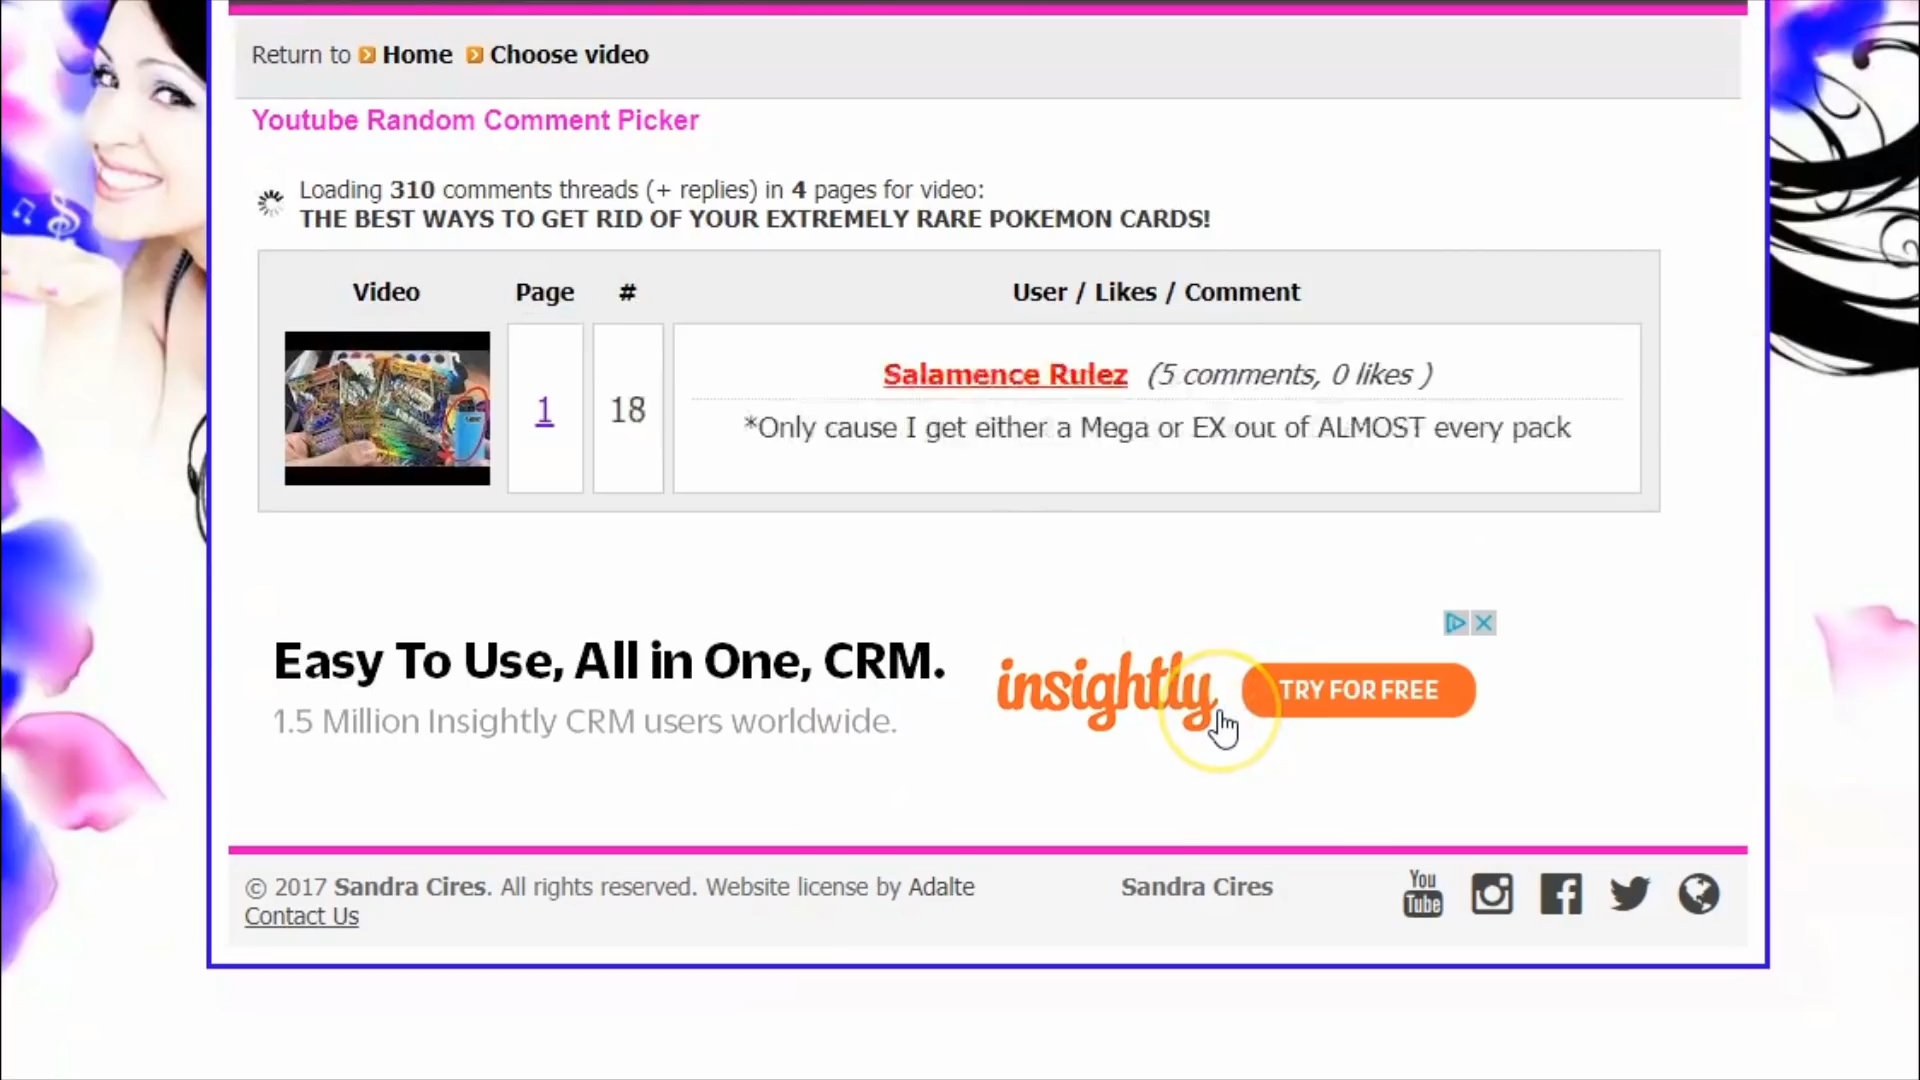 Return to Home Choose video
Youtube Random Comment Picker
Loading 310 comments threads (+ replies) in 4 pages for video:
THE BEST WAYS TO GET RID OF YOUR EXTREMELY RARE POKEMON CARDS!
Video Page # User / Likes / Comment
1 18
Salamence Rulez (5 comments, 0 likes )
*Only cause I get either a Mega or EX out of ALMOST every pack
Easy To Use, All in One, CRM.
1.5 Million Insightly CRM users worldwide.
insightly
TRY FOR FREE
© 2017 Sandra Cires. All rights reserved. Website license by Adalte
Contact Us
Sandra Cires
You
Tube